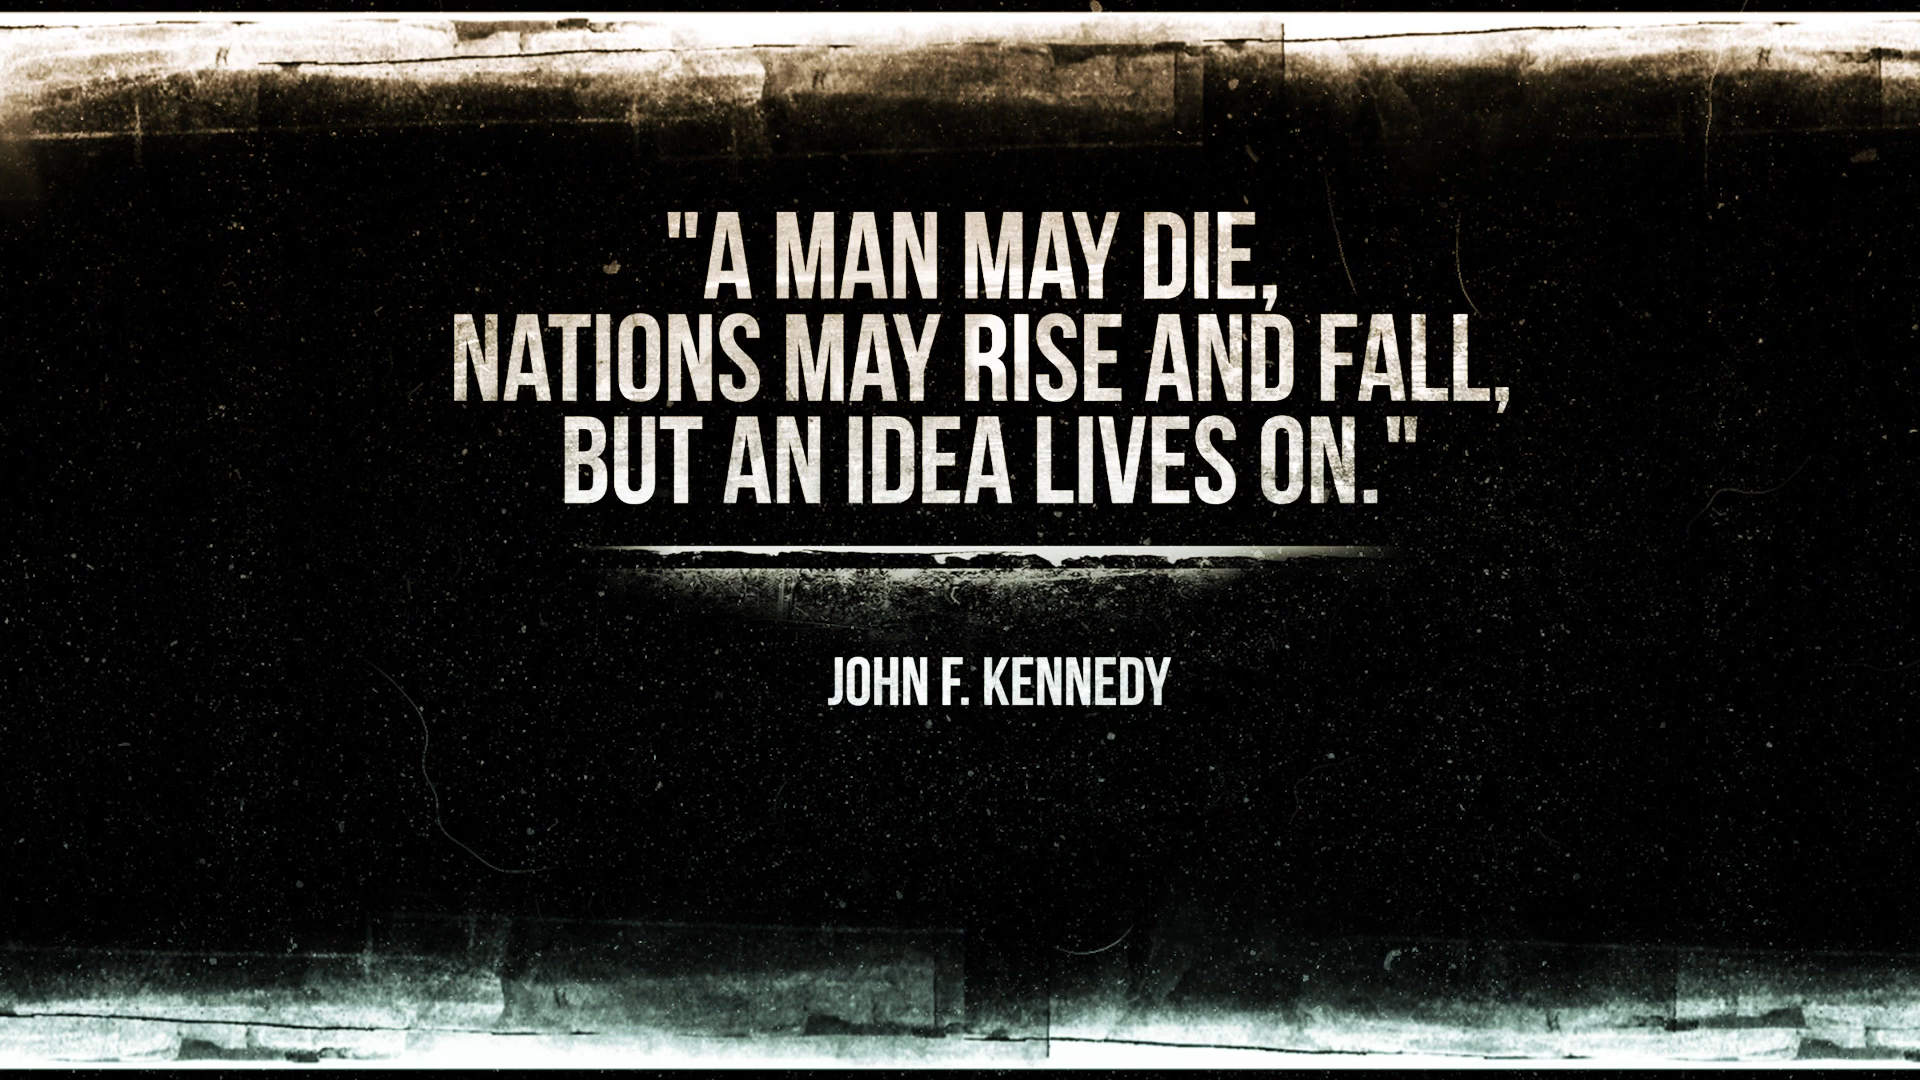 "A MAN MAY DIE,
NATIONS MAY RISE AND FALL,
BUT AN IDEA LIVES ON."
JOHN F. KENNEDY